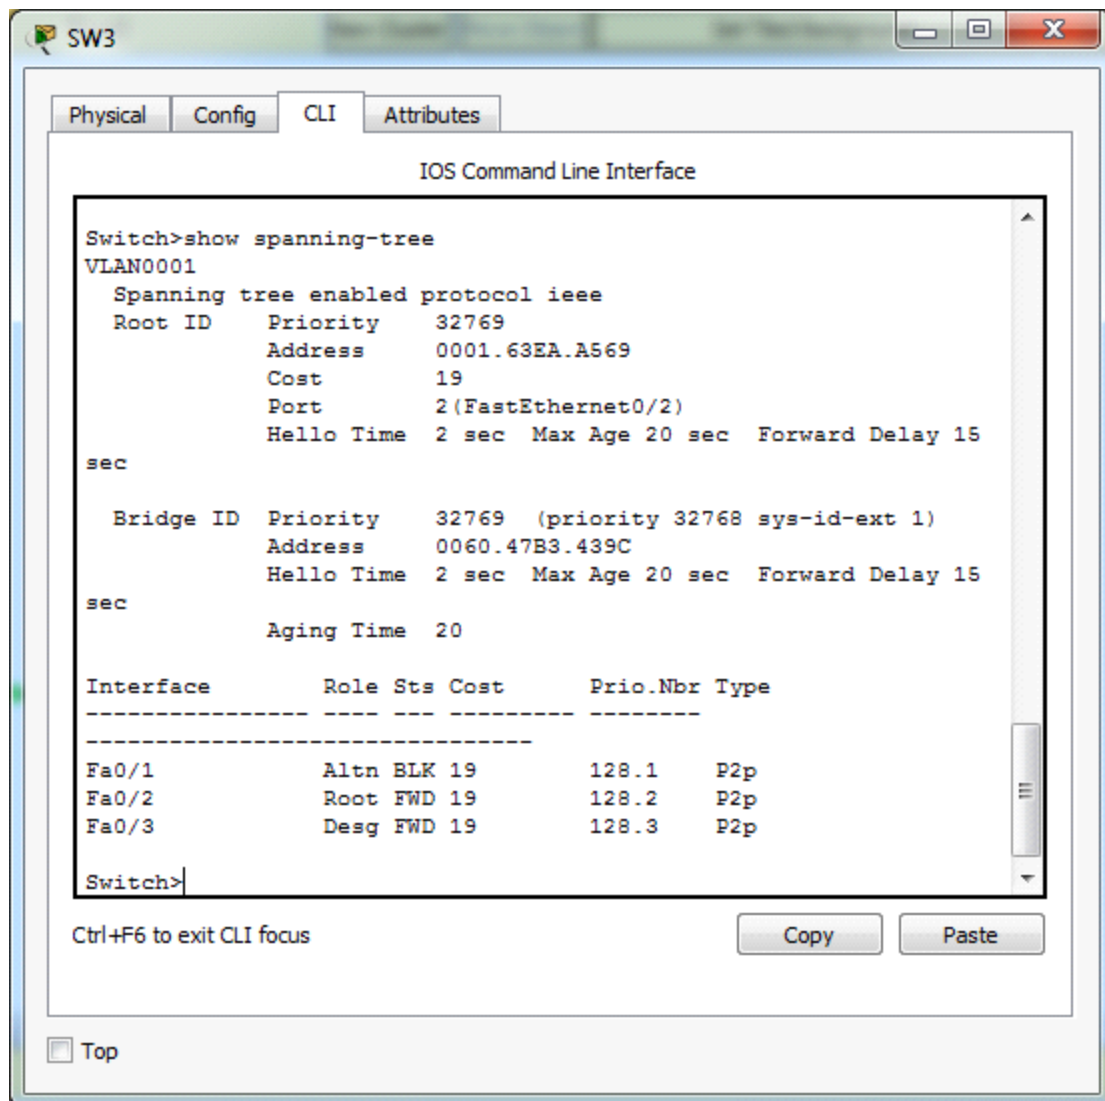 SW3
Physical Config CLI Attributes
IOS Command Line Interface
Switch>show spanning-tree
VLAN0001
  Spanning tree enabled protocol ieee
  Root ID    Priority    32769
             Address     0001.63EA.A569
             Cost        19
             Port        2(FastEthernet0/2)
             Hello Time  2 sec  Max Age 20 sec  Forward Delay 15
sec

  Bridge ID  Priority    32769  (priority 32768 sys-id-ext 1)
             Address     0060.47B3.439C
             Hello Time  2 sec  Max Age 20 sec  Forward Delay 15
sec
             Aging Time  20

Interface        Role Sts Cost      Prio.Nbr Type
---------------- ---- --- --------- --------
--------------------------------
Fa0/1            Altn BLK 19        128.1    P2p
Fa0/2            Root FWD 19        128.2    P2p
Fa0/3            Desg FWD 19        128.3    P2p

Switch>
Ctrl+F6 to exit CLI focus Copy Paste
Top